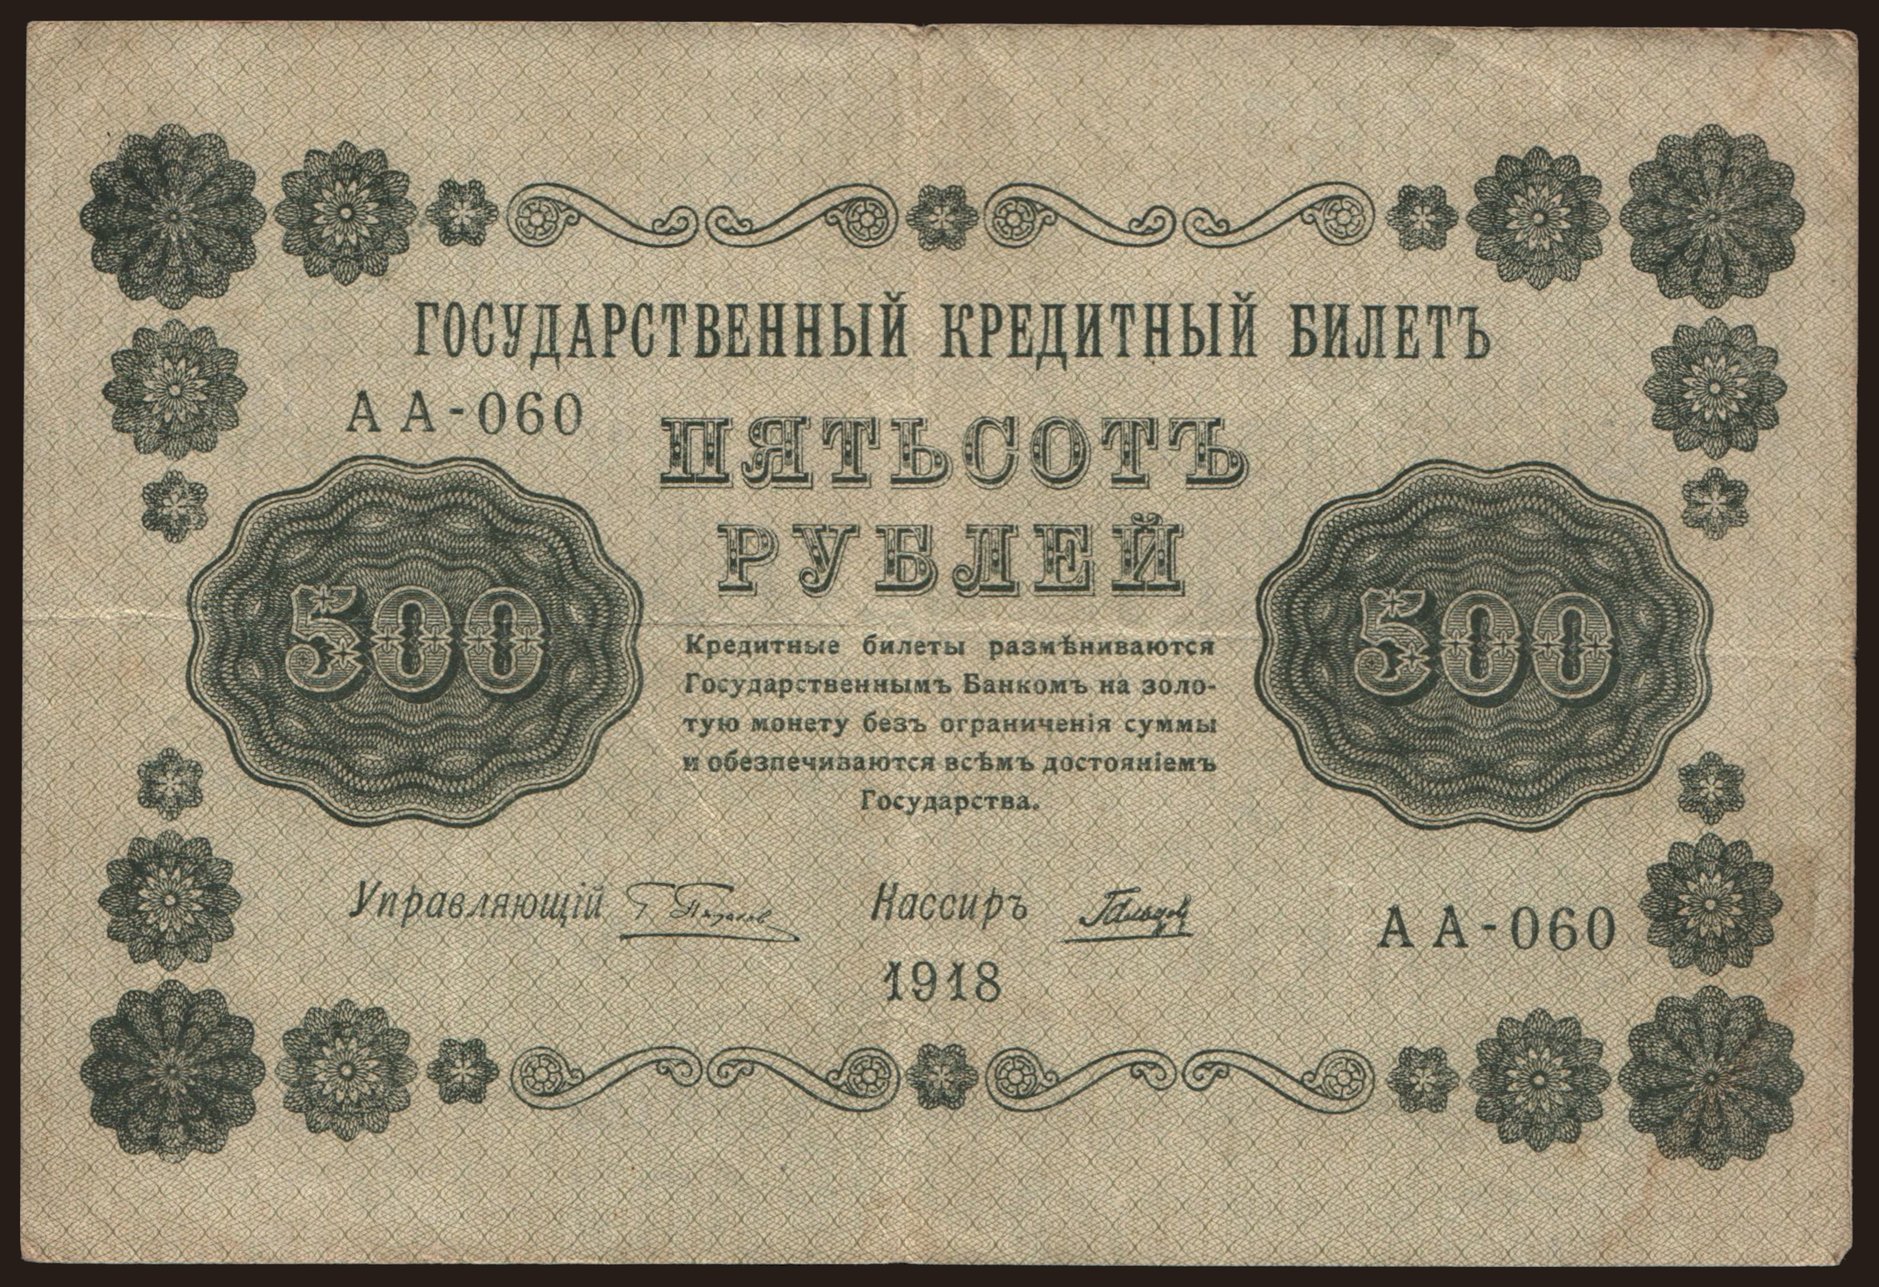 ГОСУДАРСТВЕННЫЙ КРЕДИТНЫЙ БИЛЕТЪ
АА-060
ПЯТЬСОТЪ
РУБЛЕЙ
500
500
Кредитные билеты размѣниваются
Государственнымъ Банкомъ на золо-
тую монету безъ ограниченія суммы
и обезпечиваются всѣмъ достояніемъ
Государства.
Управляющій Кассиръ
АА-060
1918